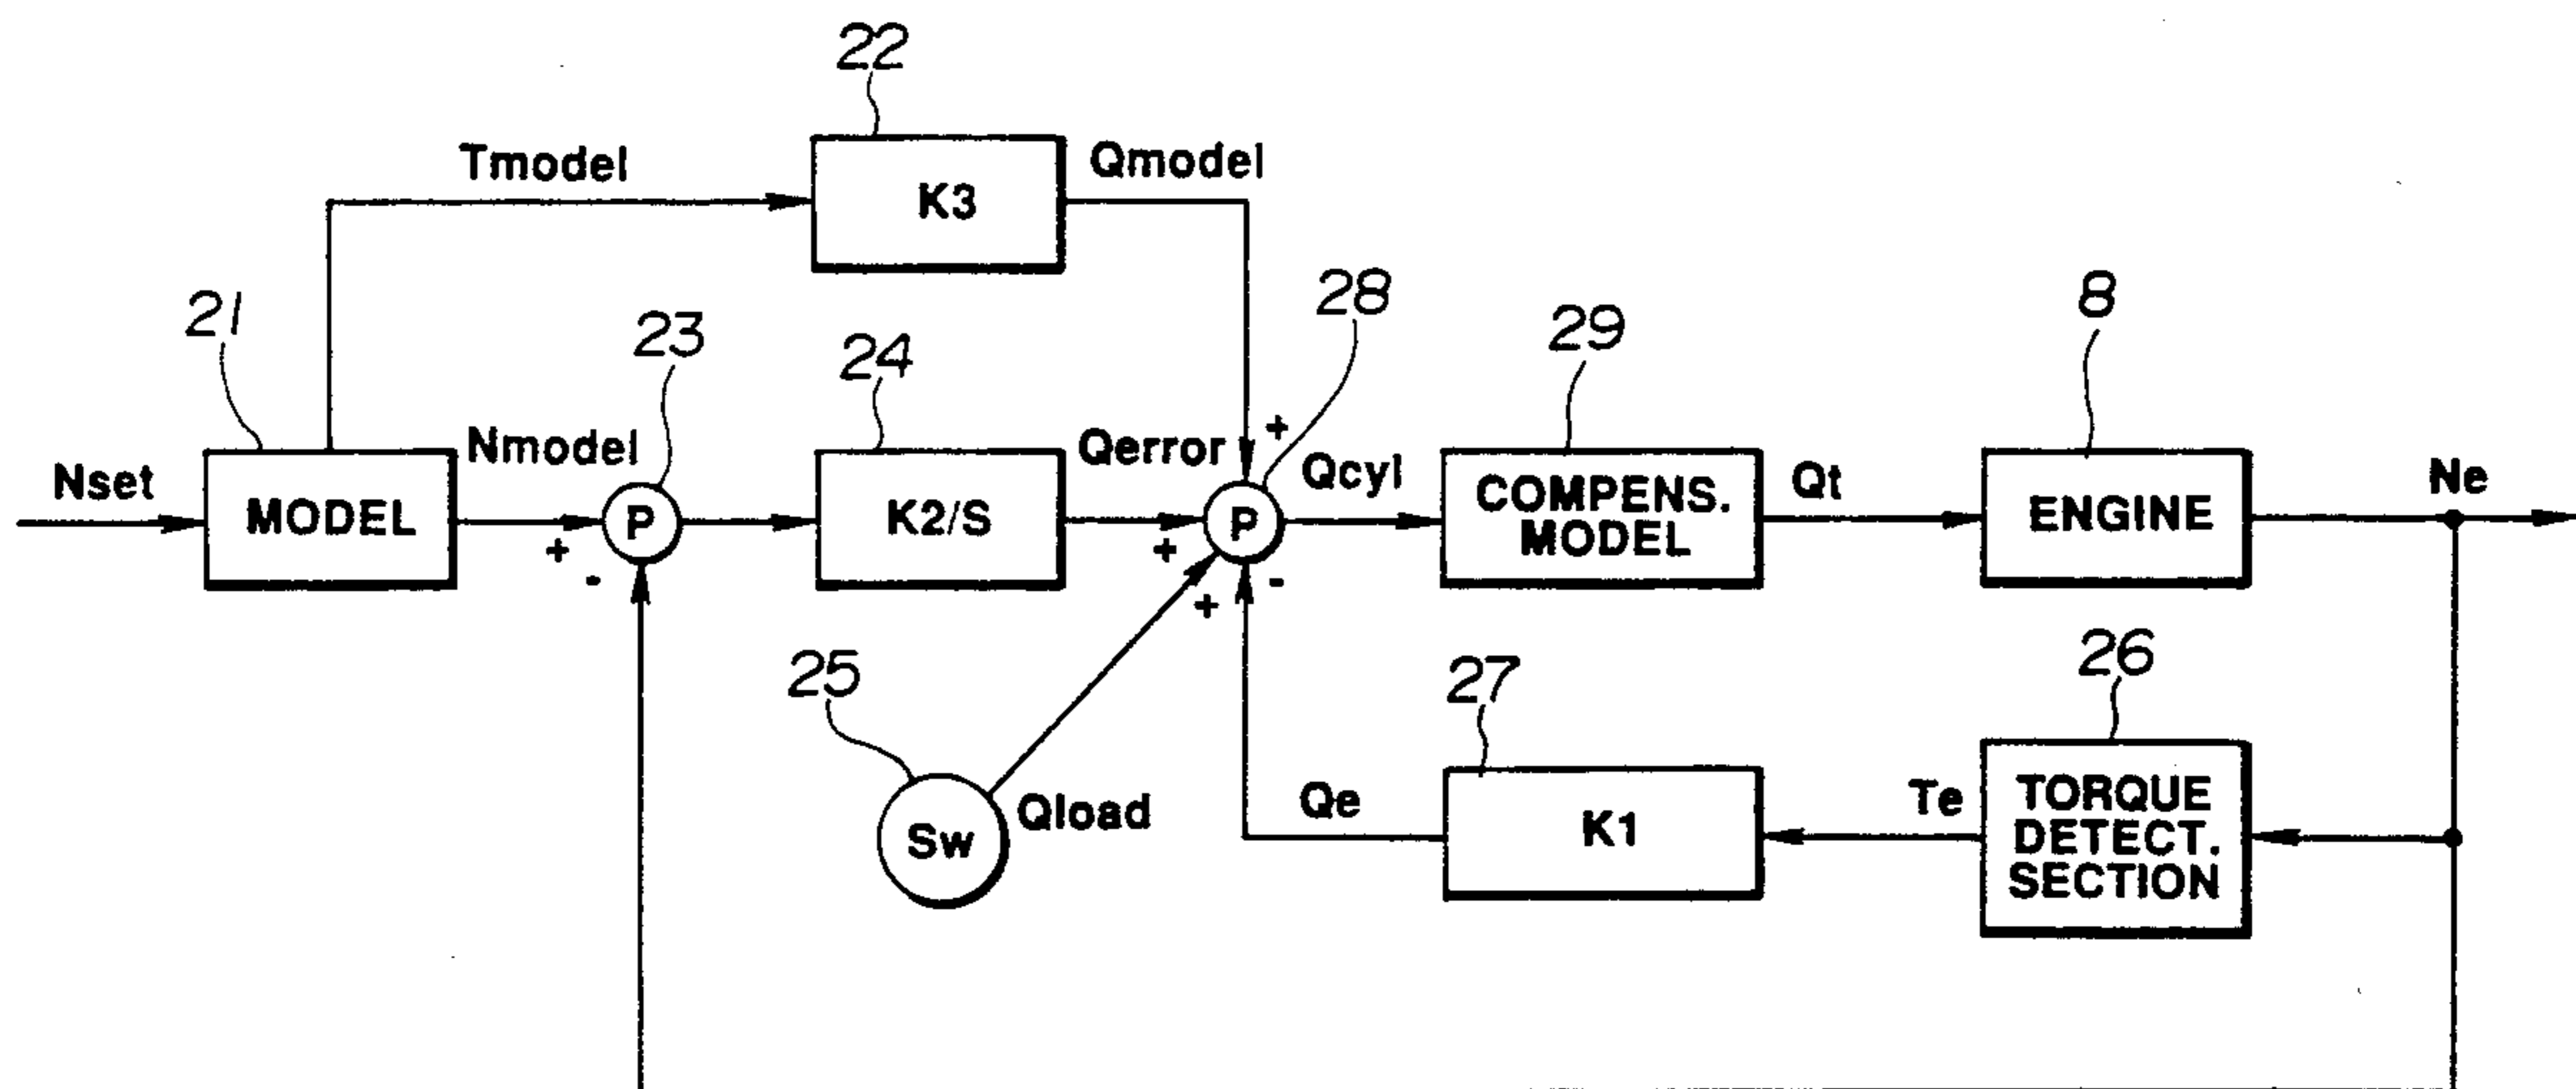 22
Tmodel
K3
Qmodel
21
23
24
28
29
8
Nset
MODEL
Nmodel
+
-
P
K2/S
Qerror
+
+
+
-
P
Qcyl
COMPENS.
MODEL
Qt
ENGINE
Ne
25
Sw
Qload
27
Qe
K1
Te
26
TORQUE
DETECT.
SECTION